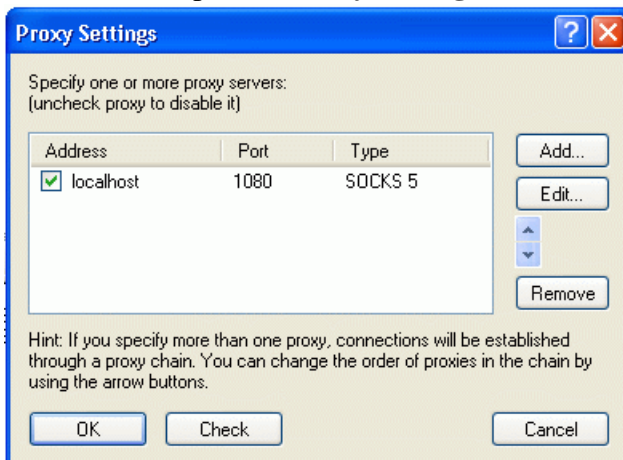 Proxy Settings
Specify one or more proxy servers:
(uncheck proxy to disable it)
Address Port Type
localhost 1080 SOCKS 5
Add...
Edit...
Remove
Hint: If you specify more than one proxy, connections will be established
through a proxy chain. You can change the order of proxies in the chain by
using the arrow buttons.
OK Check Cancel